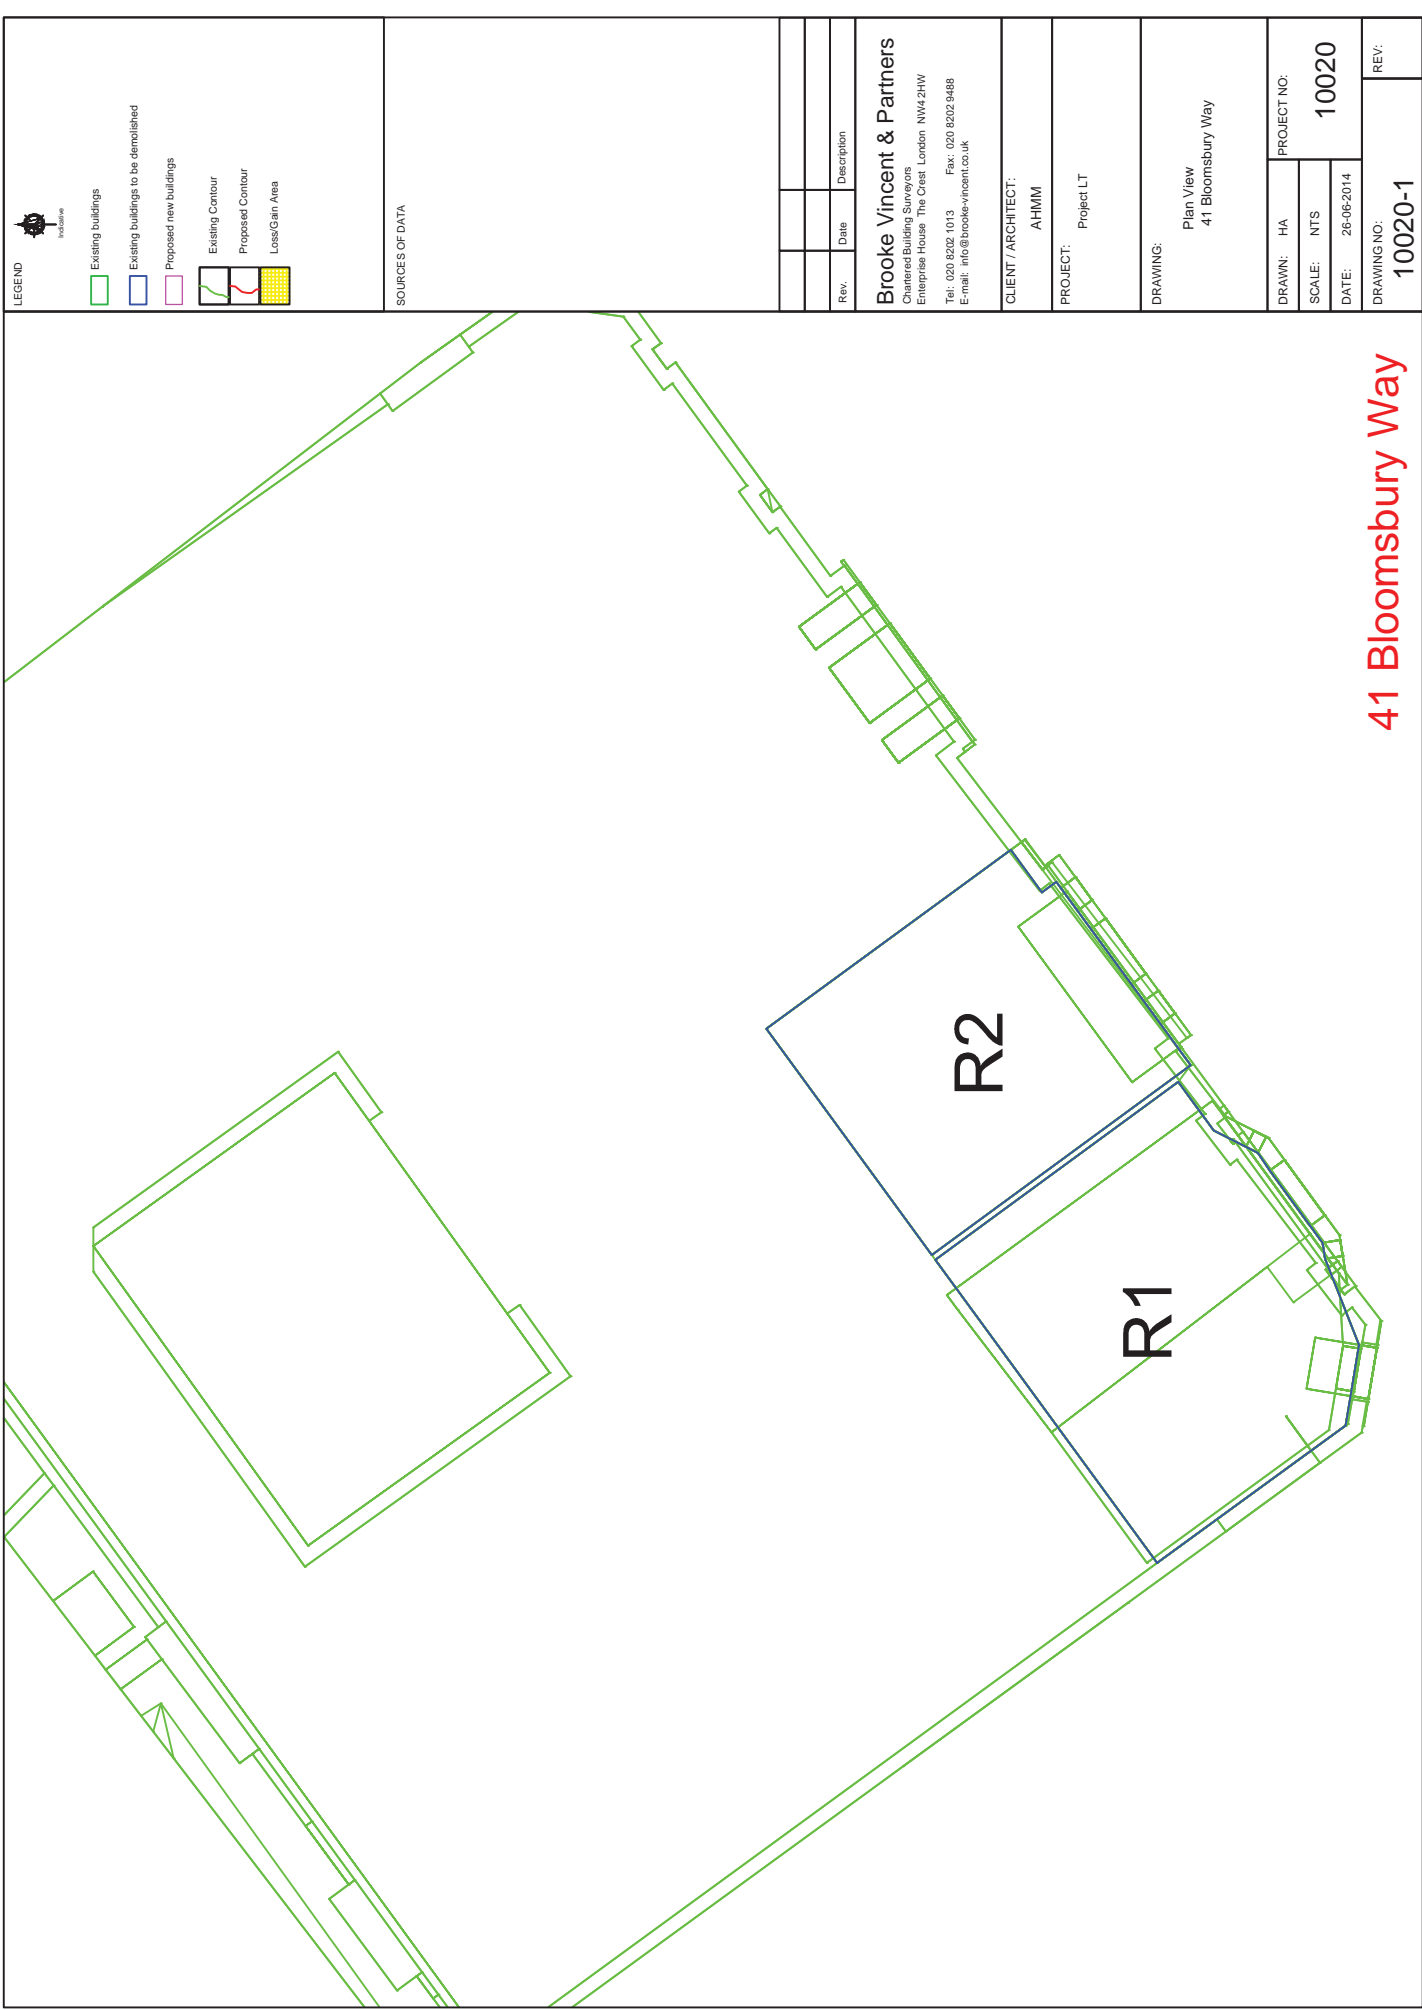 LEGEND
Indicative
Existing buildings
Existing buildings to be demolished
Proposed new buildings
Existing Contour
Proposed Contour
Loss/Gain Area
SOURCES OF DATA
Rev. Date Description
Brooke Vincent & Partners
Chartered Building Surveyors
Enterprise House The Crest London NW4 2HW
Tel: 020 8202 1013 Fax: 020 8202 9488
E-mail: info@brooke-vincent.co.uk
CLIENT / ARCHITECT:
AHMM
PROJECT:
Project LT
DRAWING:
Plan View
41 Bloomsbury Way
DRAWN: HA
PROJECT NO:
10020
SCALE: NTS
DATE: 26-06-2014
DRAWING NO:
10020-1
REV:
R2
R1
41 Bloomsbury Way